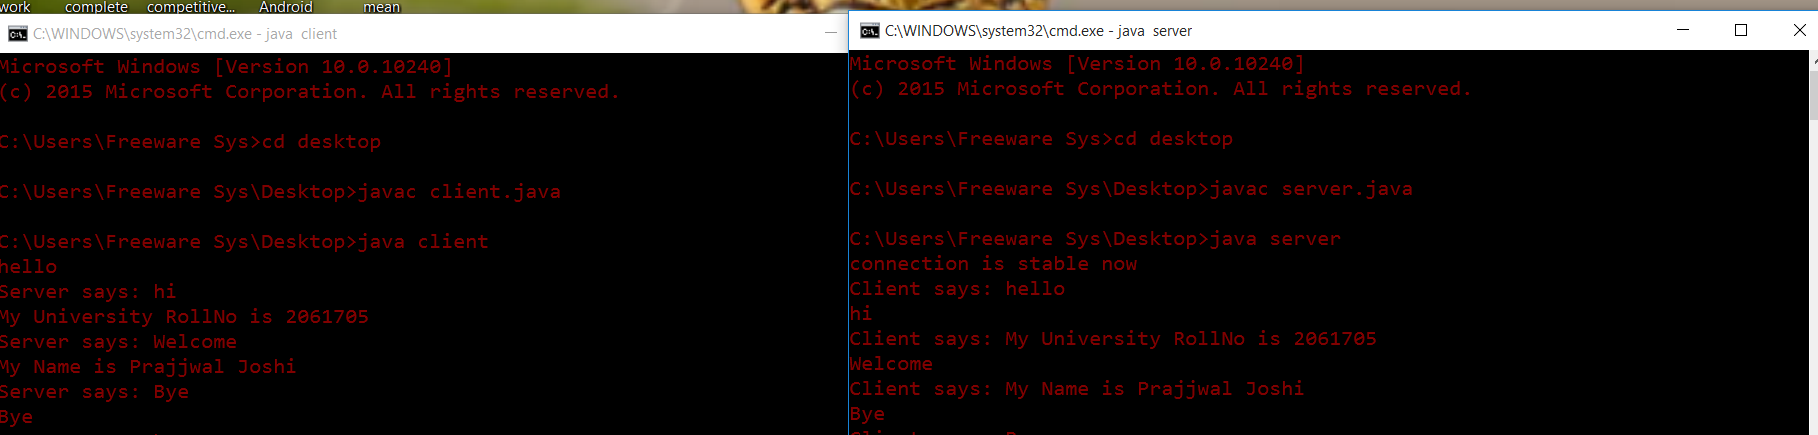 work complete competitive... Android mean
C:\WINDOWS\system32\cmd.exe - java client
Microsoft Windows [Version 10.0.10240]
(c) 2015 Microsoft Corporation. All rights reserved.
C:\Users\Freeware Sys>cd desktop
C:\Users\Freeware Sys\Desktop>javac client.java
C:\Users\Freeware Sys\Desktop>java client
hello
Server says: hi
My University RollNo is 2061705
Server says: Welcome
My Name is Prajjwal Joshi
Server says: Bye
Bye
C:\WINDOWS\system32\cmd.exe - java server
Microsoft Windows [Version 10.0.10240]
(c) 2015 Microsoft Corporation. All rights reserved.
C:\Users\Freeware Sys>cd desktop
C:\Users\Freeware Sys\Desktop>javac server.java
C:\Users\Freeware Sys\Desktop>java server
connection is stable now
Client says: hello
hi
Client says: My University RollNo is 2061705
Welcome
Client says: My Name is Prajjwal Joshi
Bye